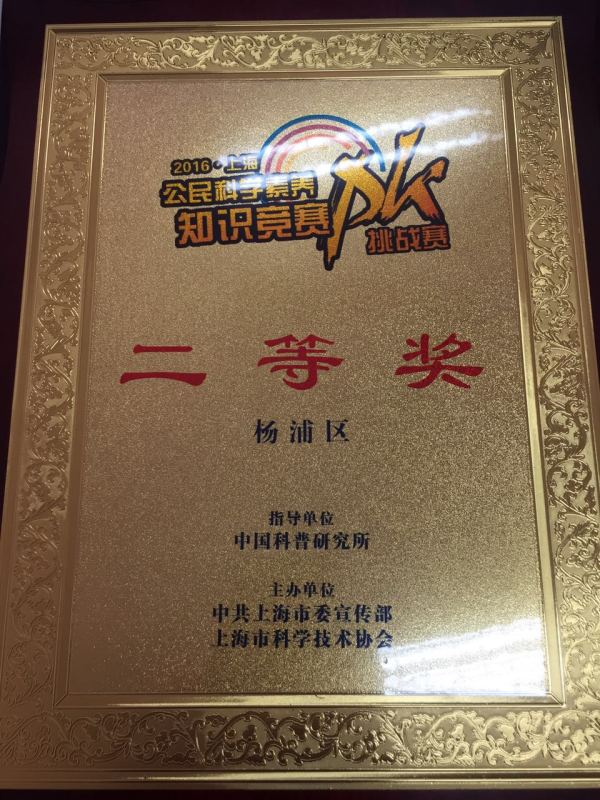 2016·上海
公民科学素养
知识竞赛
PK
挑战赛
二等奖
杨浦区
指导单位
中国科普研究所
主办单位
中共上海市委宣传部
上海市科学技术协会